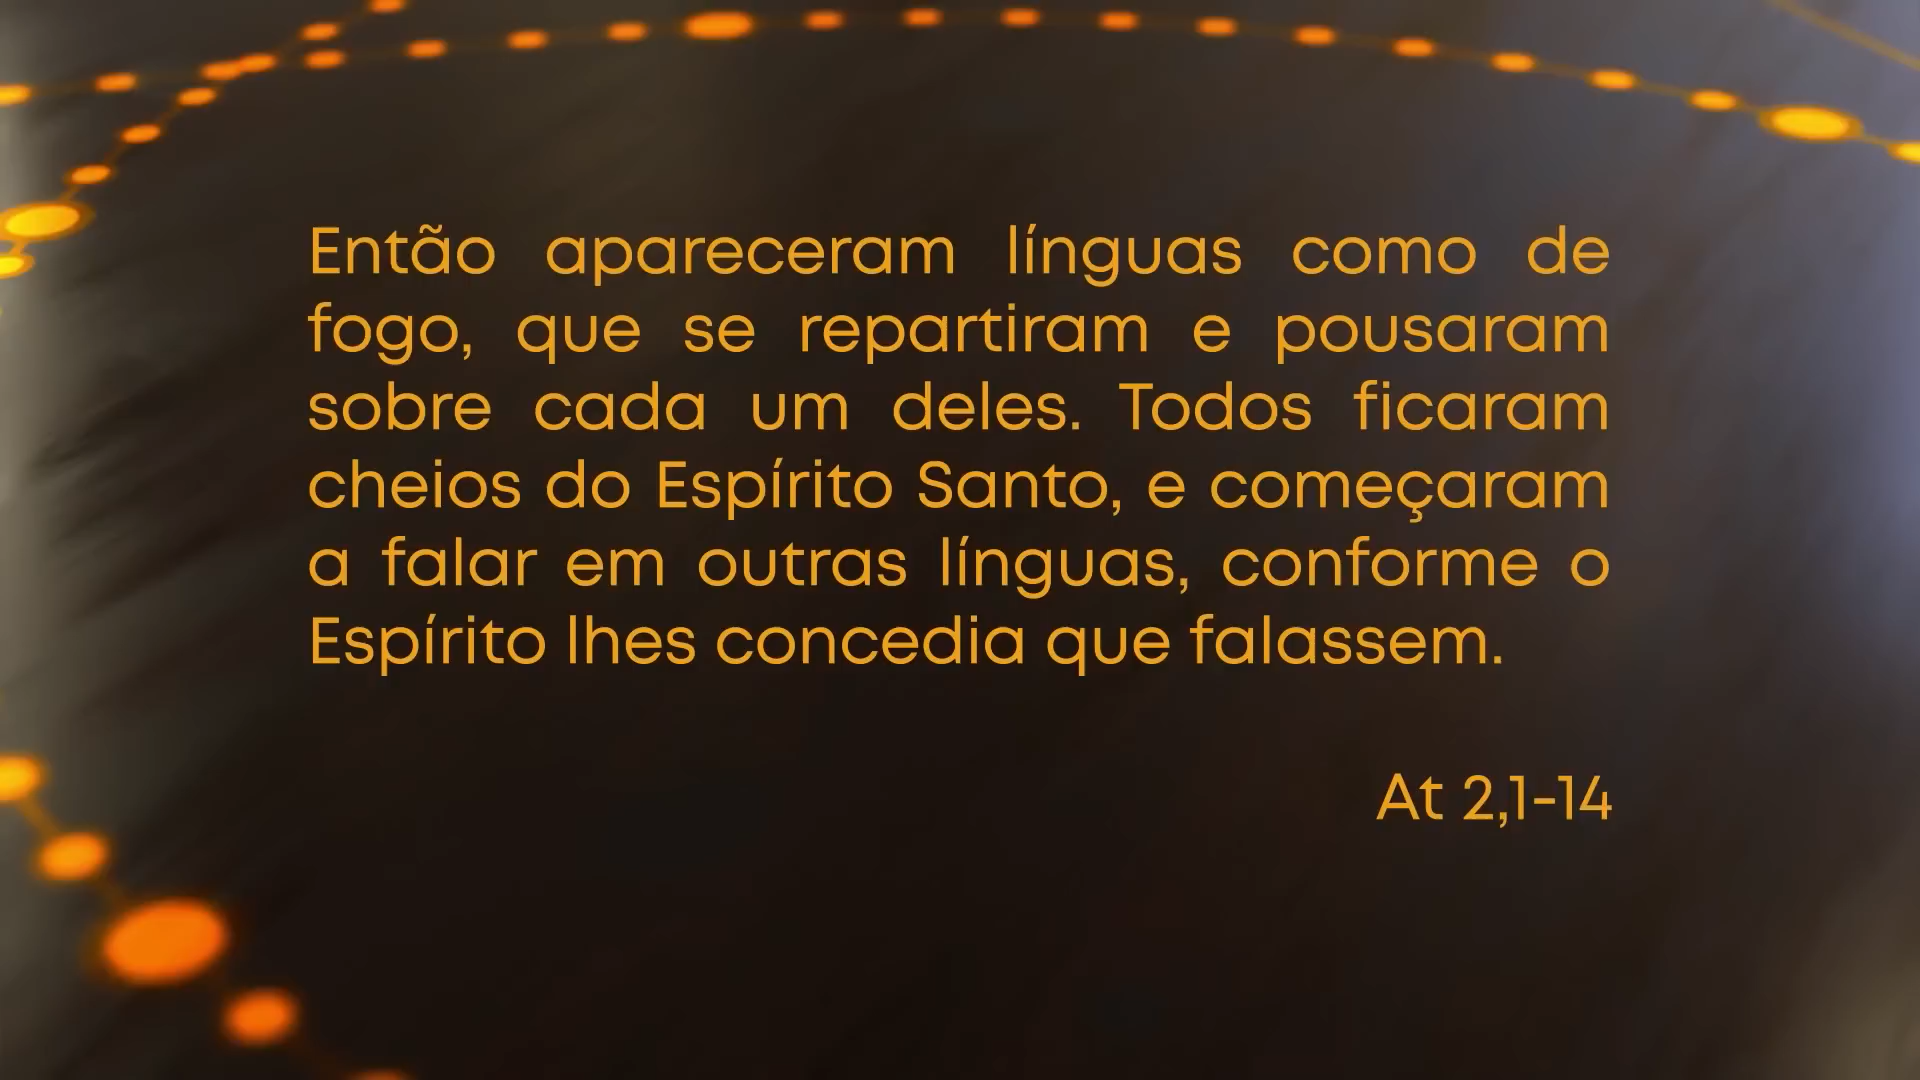 Então apareceram línguas como de
fogo, que se repartiram e pousaram
sobre cada um deles. Todos ficaram
cheios do Espírito Santo, e começaram
a falar em outras línguas, conforme o
Espírito lhes concedia que falassem.
At 2,1-14